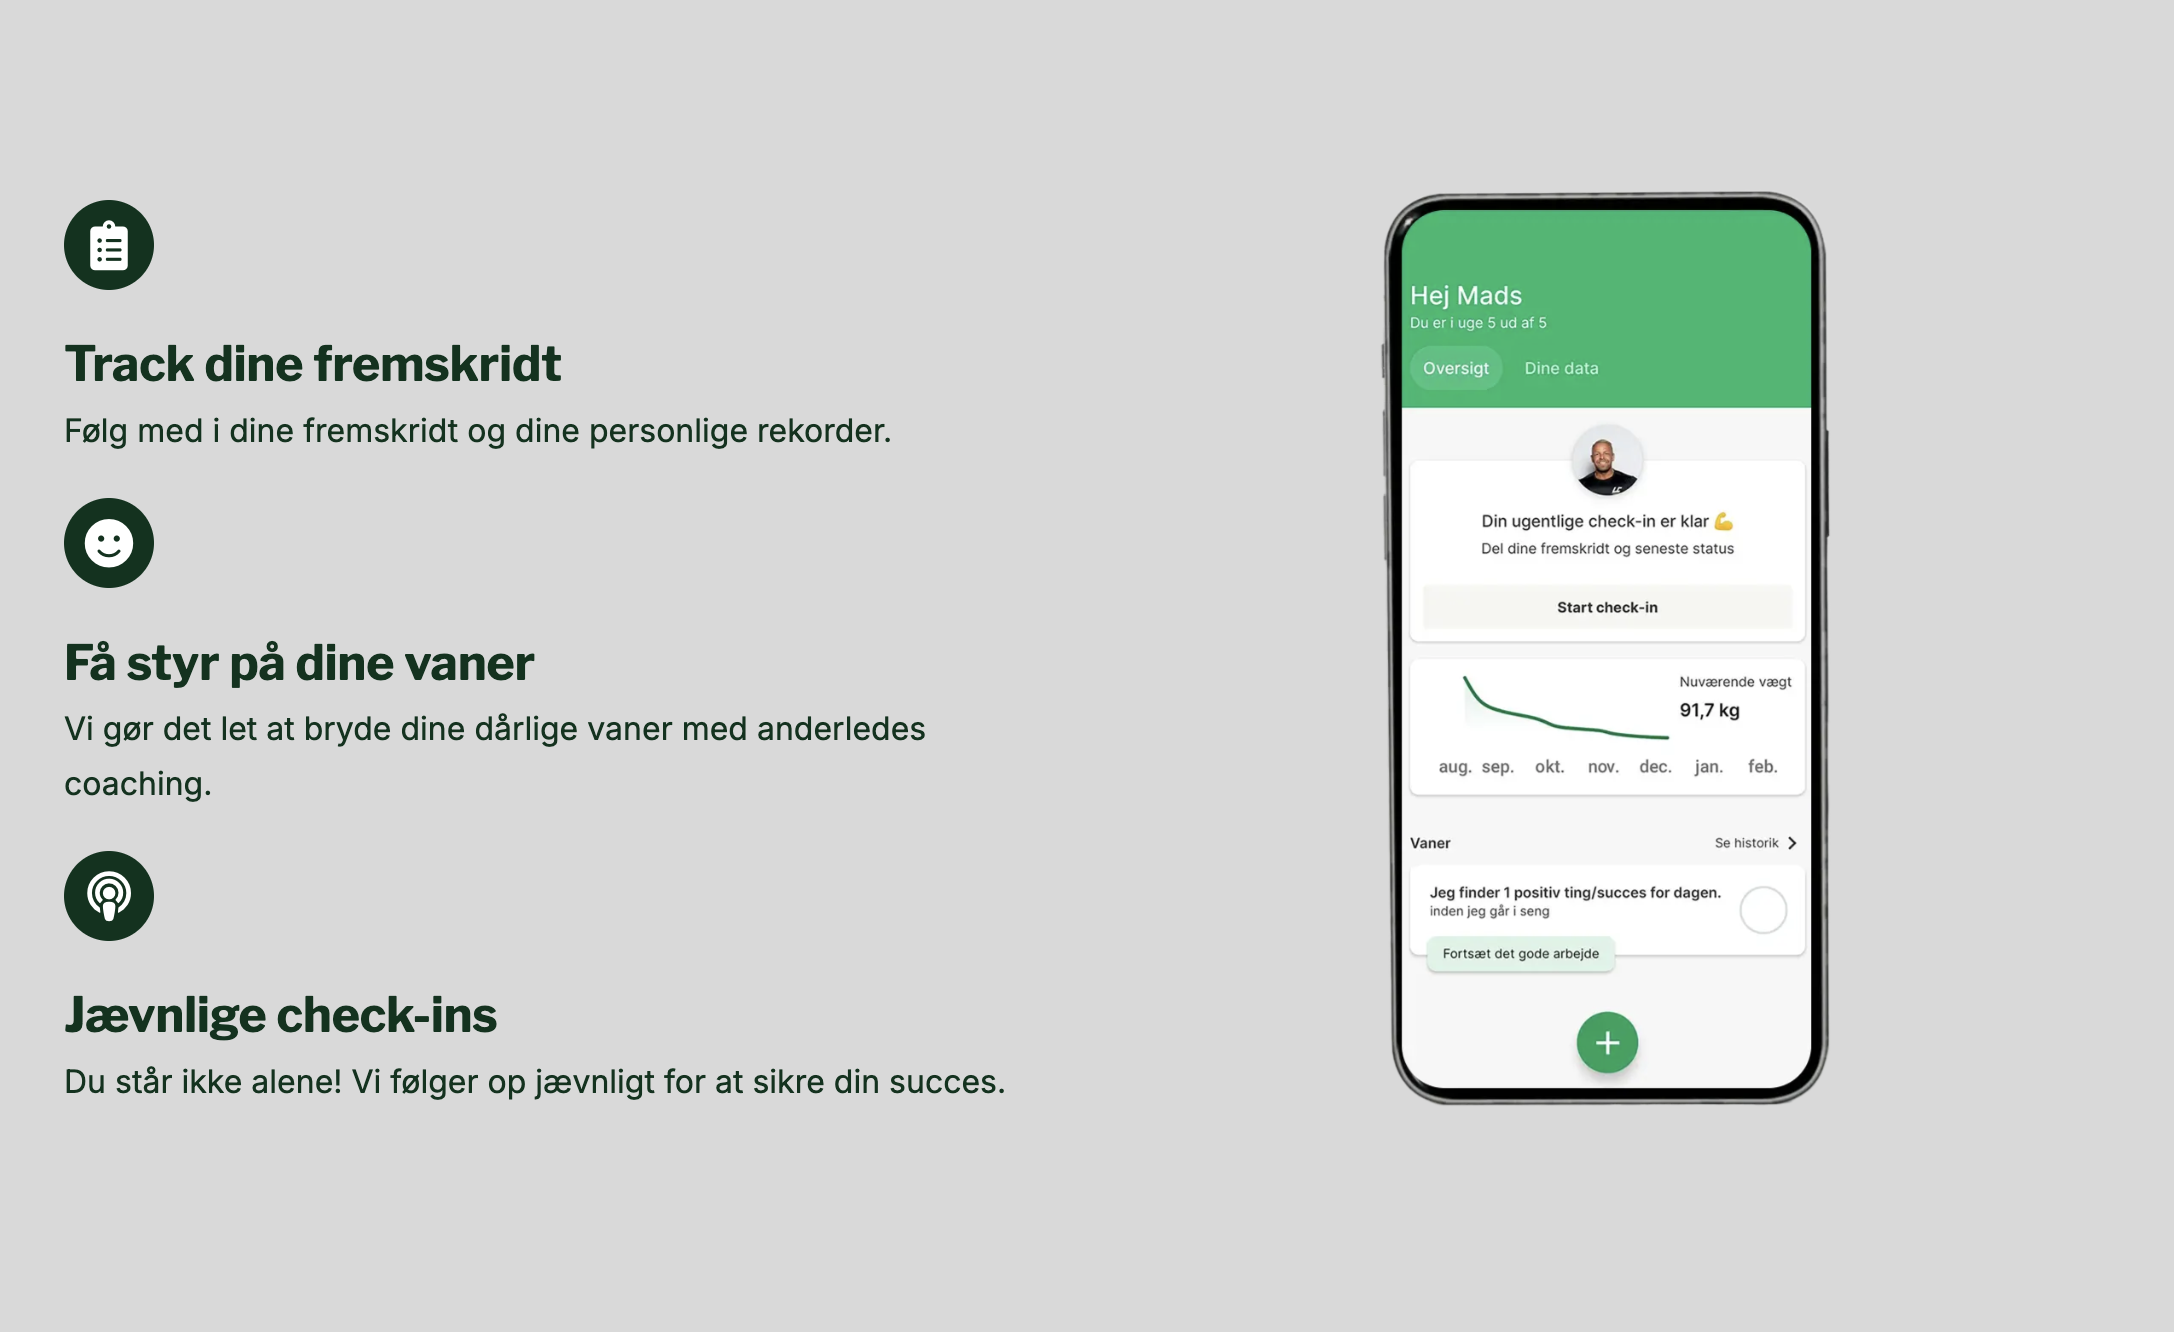 Track dine fremskridt
Følg med i dine fremskridt og dine personlige rekorder.
Få styr på dine vaner
Vi gør det let at bryde dine dårlige vaner med anderledes
coaching.
Jævnlige check-ins
Du står ikke alene! Vi følger op jævnligt for at sikre din succes.
Hej Mads
Du er i uge 5 ud af 5
Oversigt Dine data
Din ugentlige check-in er klar 💪
Del dine fremskridt og seneste status
Start check-in
Nuværende vægt
91,7 kg
aug. sep. okt. nov. dec. jan. feb.
Vaner Se historik
Jeg finder 1 positiv ting/succes for dagen.
inden jeg går i seng
Fortsæt det gode arbejde